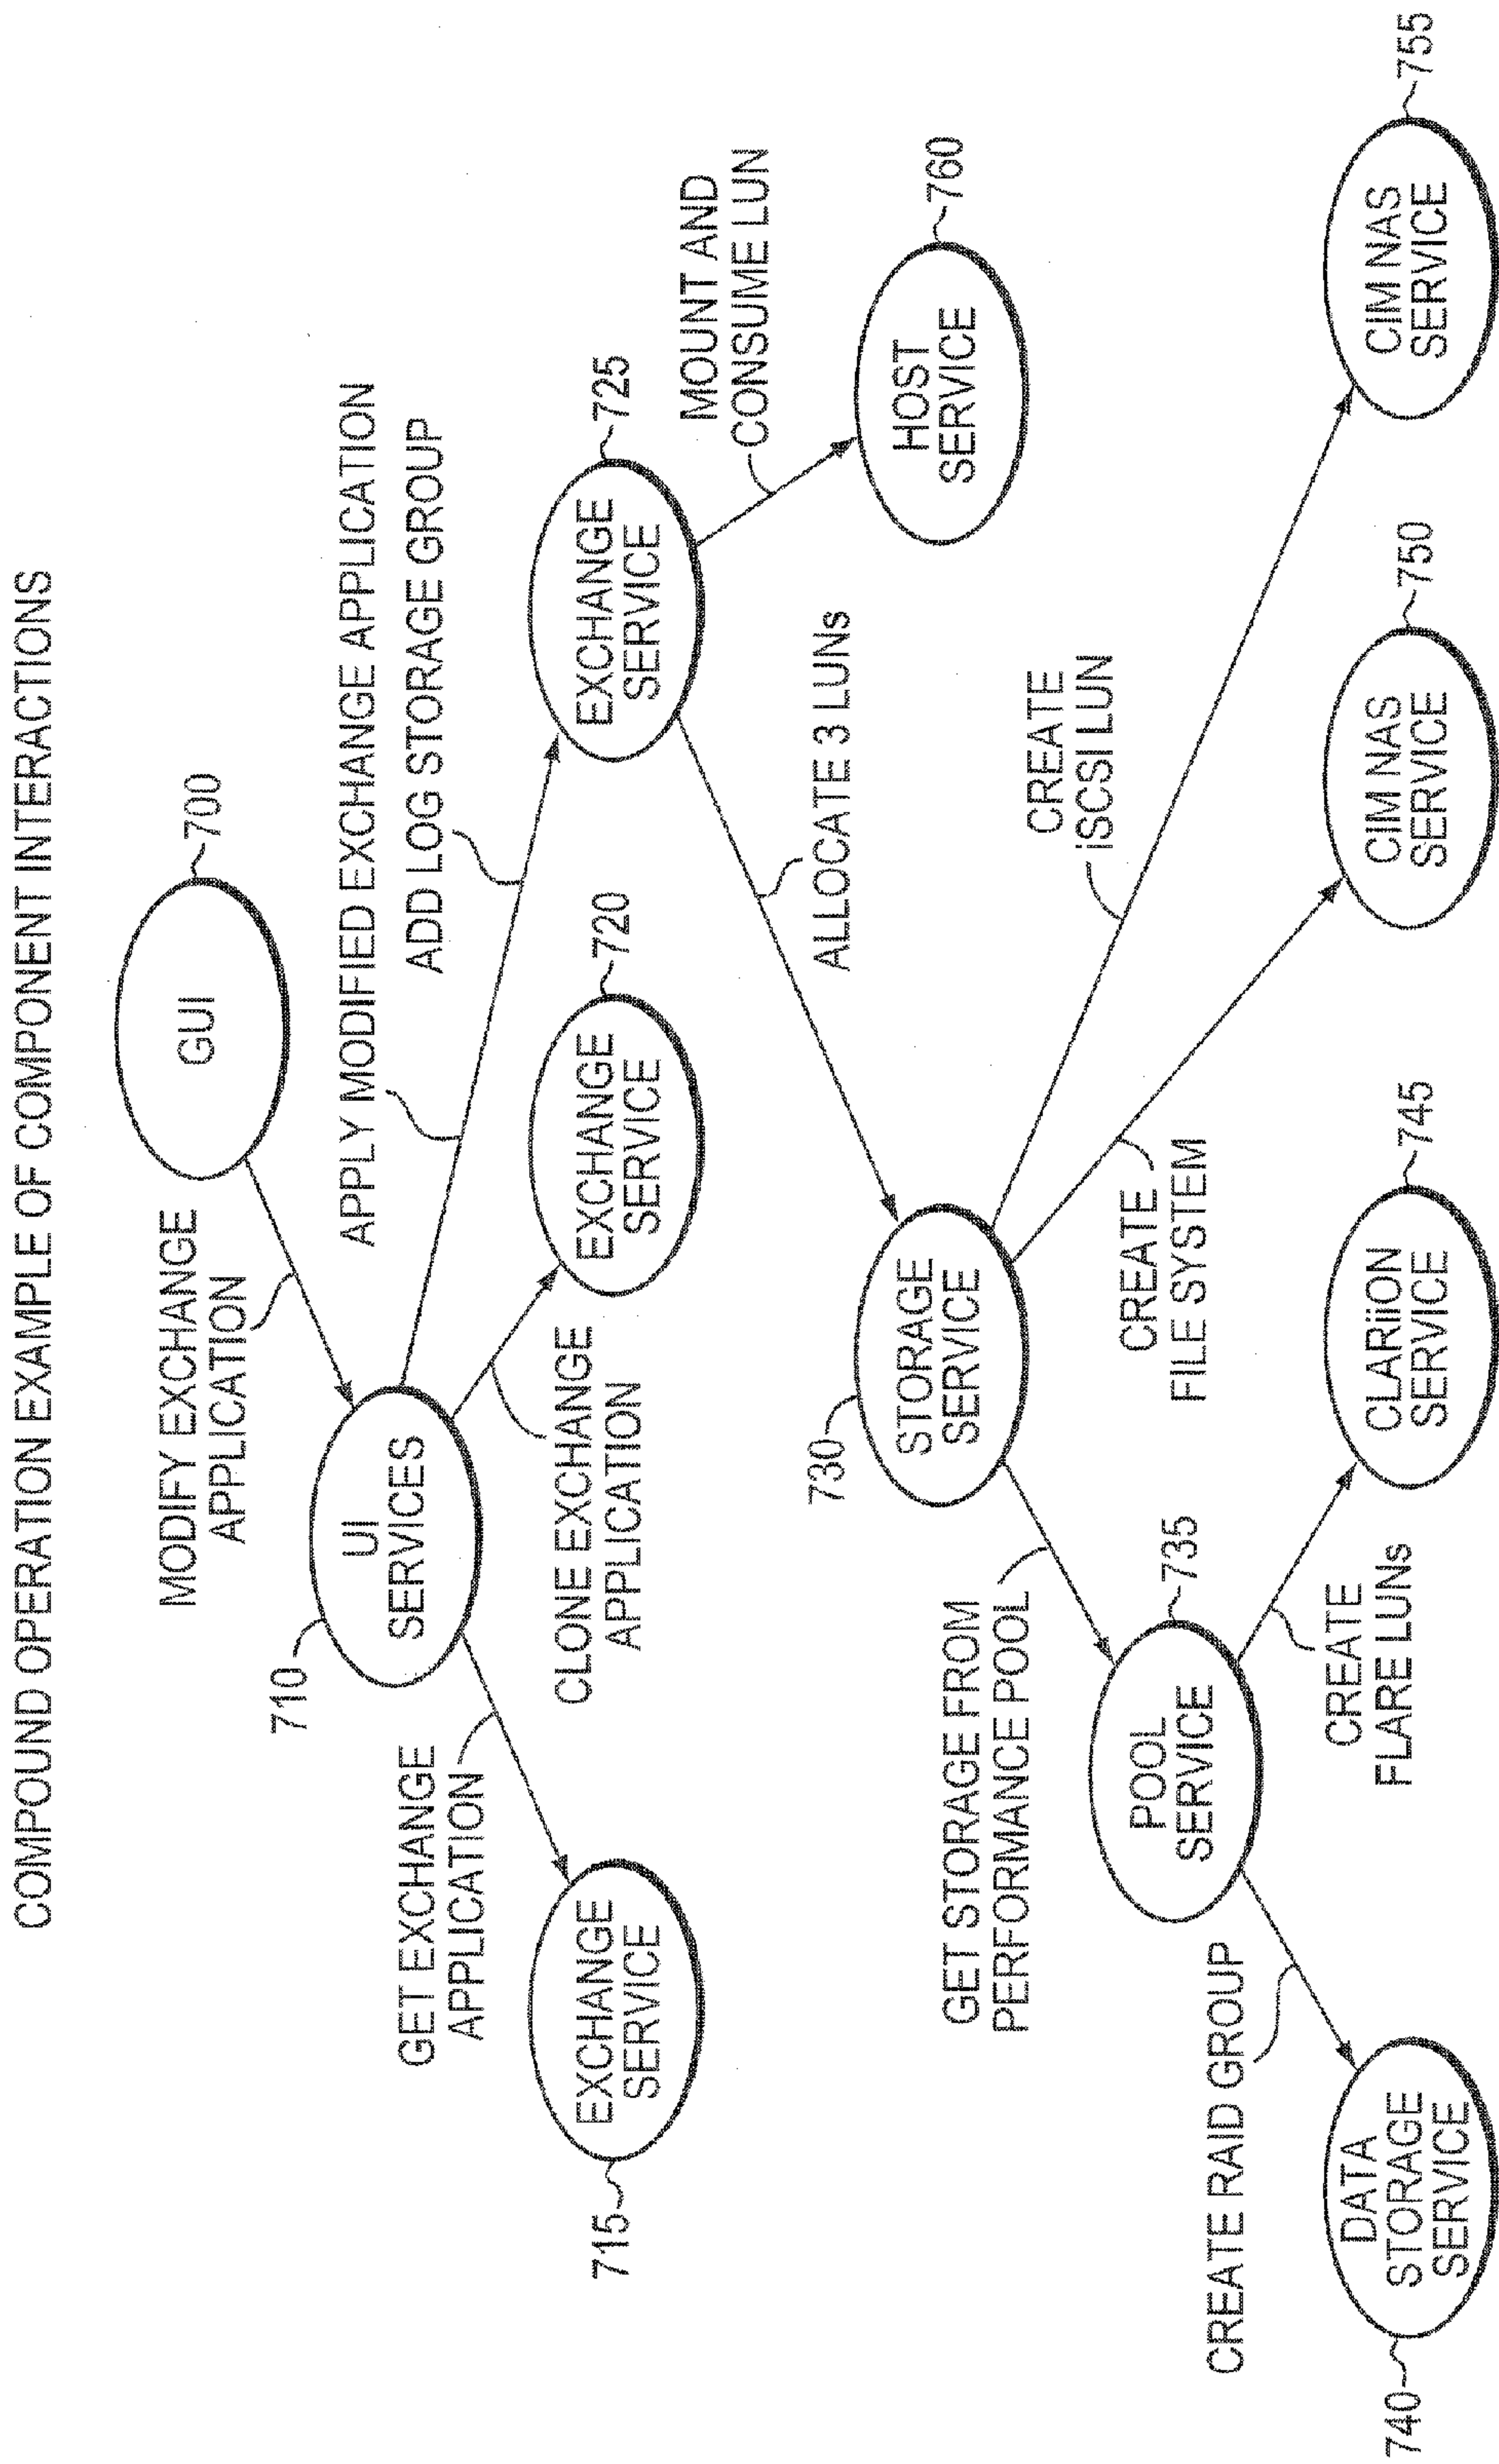 COMPOUND OPERATION EXAMPLE OF COMPONENT INTERACTIONS
GUI
700
MODIFY EXCHANGE
APPLICATION
710
UI
SERVICES
APPLY MODIFIED EXCHANGE APPLICATION
ADD LOG STORAGE GROUP
GET EXCHANGE
APPLICATION
CLONE EXCHANGE
APPLICATION
715
EXCHANGE
SERVICE
EXCHANGE
SERVICE
720
EXCHANGE
SERVICE
725
MOUNT AND
CONSUME LUN
ALLOCATE 3 LUNs
730
STORAGE
SERVICE
HOST
SERVICE
760
GET STORAGE FROM
PERFORMANCE POOL
CREATE
iSCSI LUN
POOL
SERVICE
735
CREATE
FILE SYSTEM
CREATE RAID GROUP
CREATE
FLARE LUNs
740
DATA
STORAGE
SERVICE
CLARiiON
SERVICE
745
CIM NAS
SERVICE
750
CIM NAS
SERVICE
755